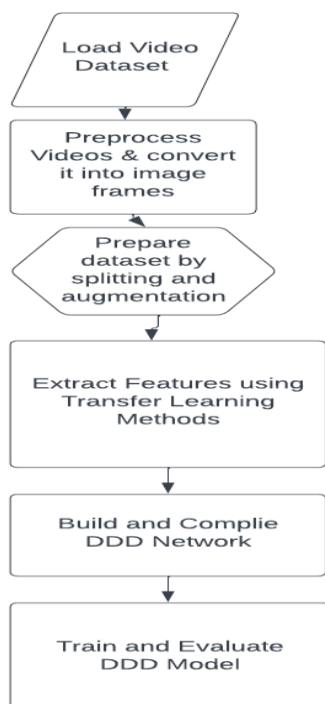 Load Video
Dataset
Preprocess
Videos & convert
it into image
frames
Prepare
dataset by
splitting and
augmentation
Extract Features using
Transfer Learning
Methods
Build and Complie
DDD Network
Train and Evaluate
DDD Model